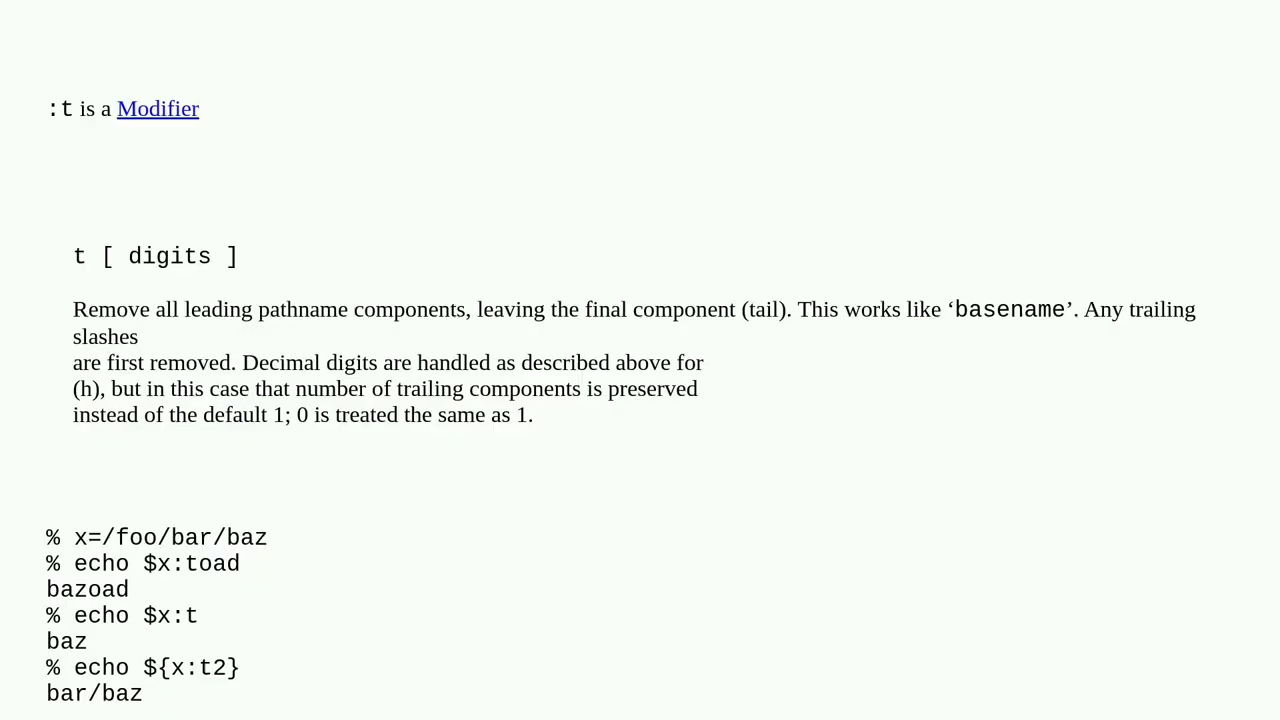 :t is a Modifier
t [ digits ]
Remove all leading pathname components, leaving the final component (tail). This works like ‘basename’. Any trailing
slashes
are first removed. Decimal digits are handled as described above for
(h), but in this case that number of trailing components is preserved
instead of the default 1; 0 is treated the same as 1.
% x=/foo/bar/baz
% echo $x:toad
bazoad
% echo $x:t
baz
% echo ${x:t2}
bar/baz